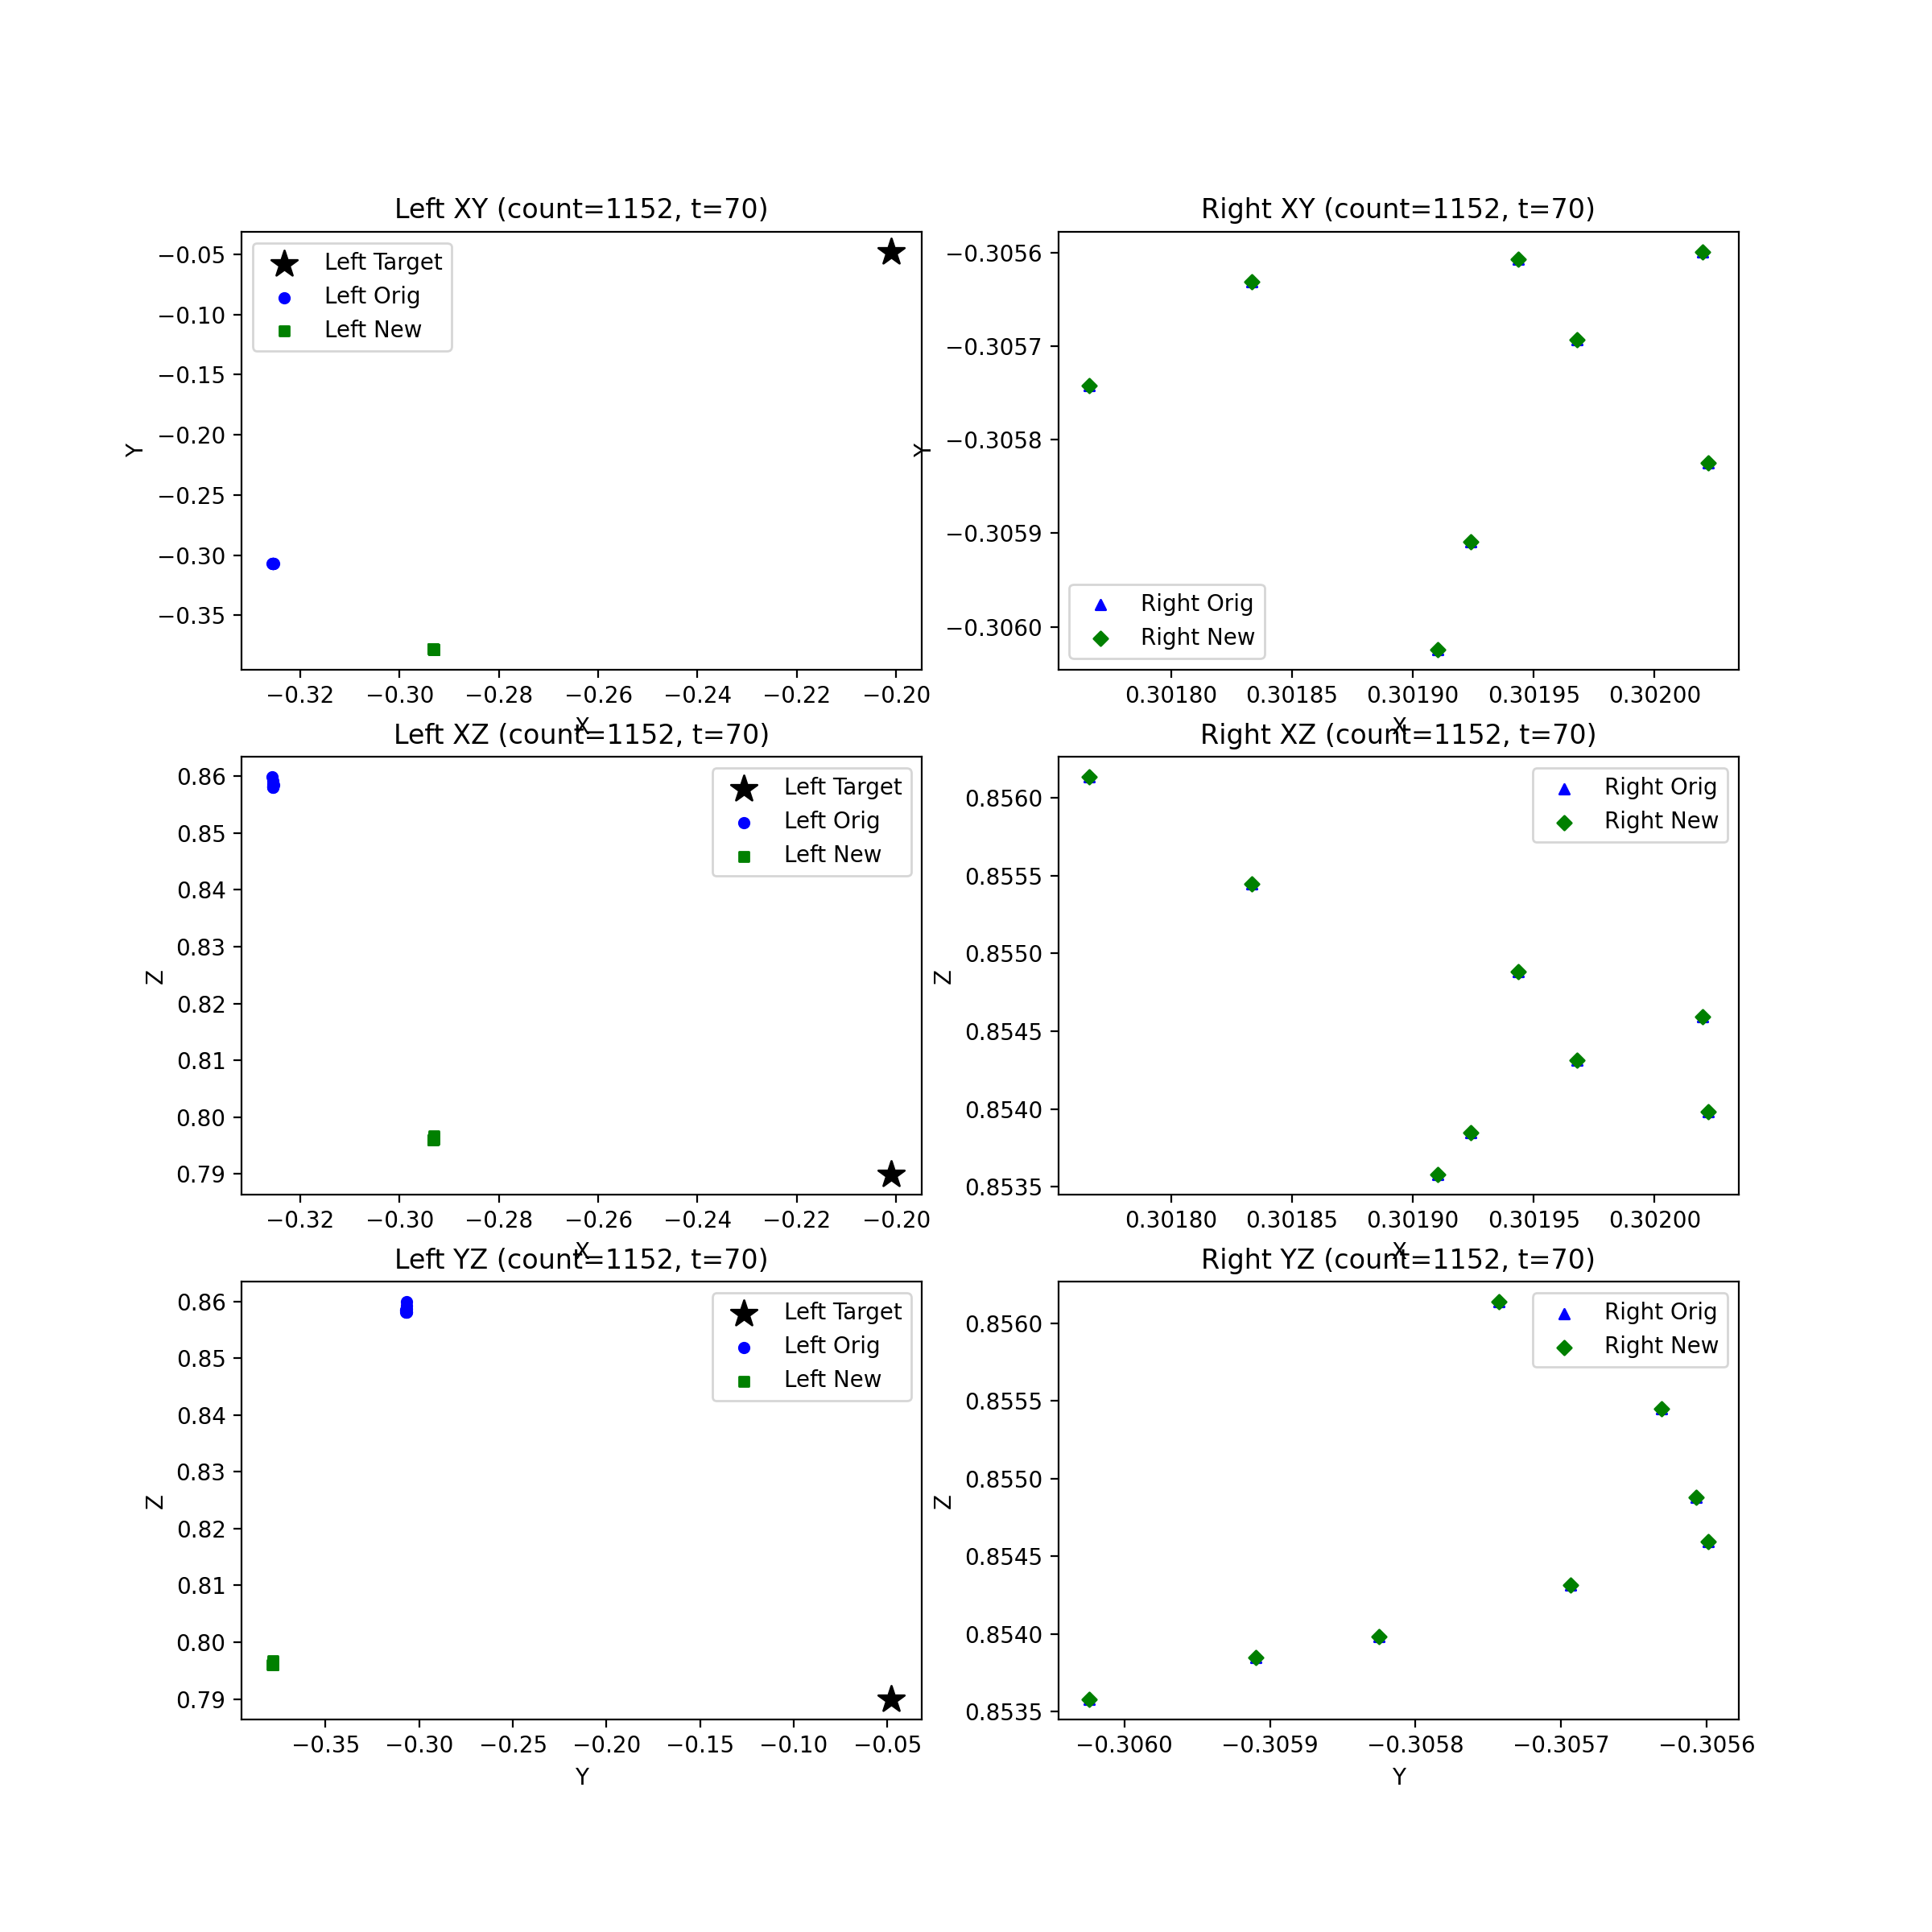 Left XY (count=1152, t=70)
Right XY (count=1152, t=70)
Left Target
Left Orig
Left New
Right Orig
Right New
−0.05
−0.10
−0.15
−0.20
−0.25
−0.30
−0.35
Y
−0.32
−0.30
−0.28
−0.26
−0.24
−0.22
−0.20
X
−0.3056
−0.3057
−0.3058
−0.3059
−0.3060
Y
0.30180
0.30185
0.30190
0.30195
0.30200
X
Left XZ (count=1152, t=70)
Right XZ (count=1152, t=70)
Left Target
Left Orig
Left New
Right Orig
Right New
0.86
0.85
0.84
0.83
0.82
0.81
0.80
0.79
Z
−0.32
−0.30
−0.28
−0.26
−0.24
−0.22
−0.20
X
0.8560
0.8555
0.8550
0.8545
0.8540
0.8535
Z
0.30180
0.30185
0.30190
0.30195
0.30200
X
Left YZ (count=1152, t=70)
Right YZ (count=1152, t=70)
Left Target
Left Orig
Left New
Right Orig
Right New
0.86
0.85
0.84
0.83
0.82
0.81
0.80
0.79
Z
−0.35
−0.30
−0.25
−0.20
−0.15
−0.10
−0.05
Y
0.8560
0.8555
0.8550
0.8545
0.8540
0.8535
Z
−0.3060
−0.3059
−0.3058
−0.3057
−0.3056
Y